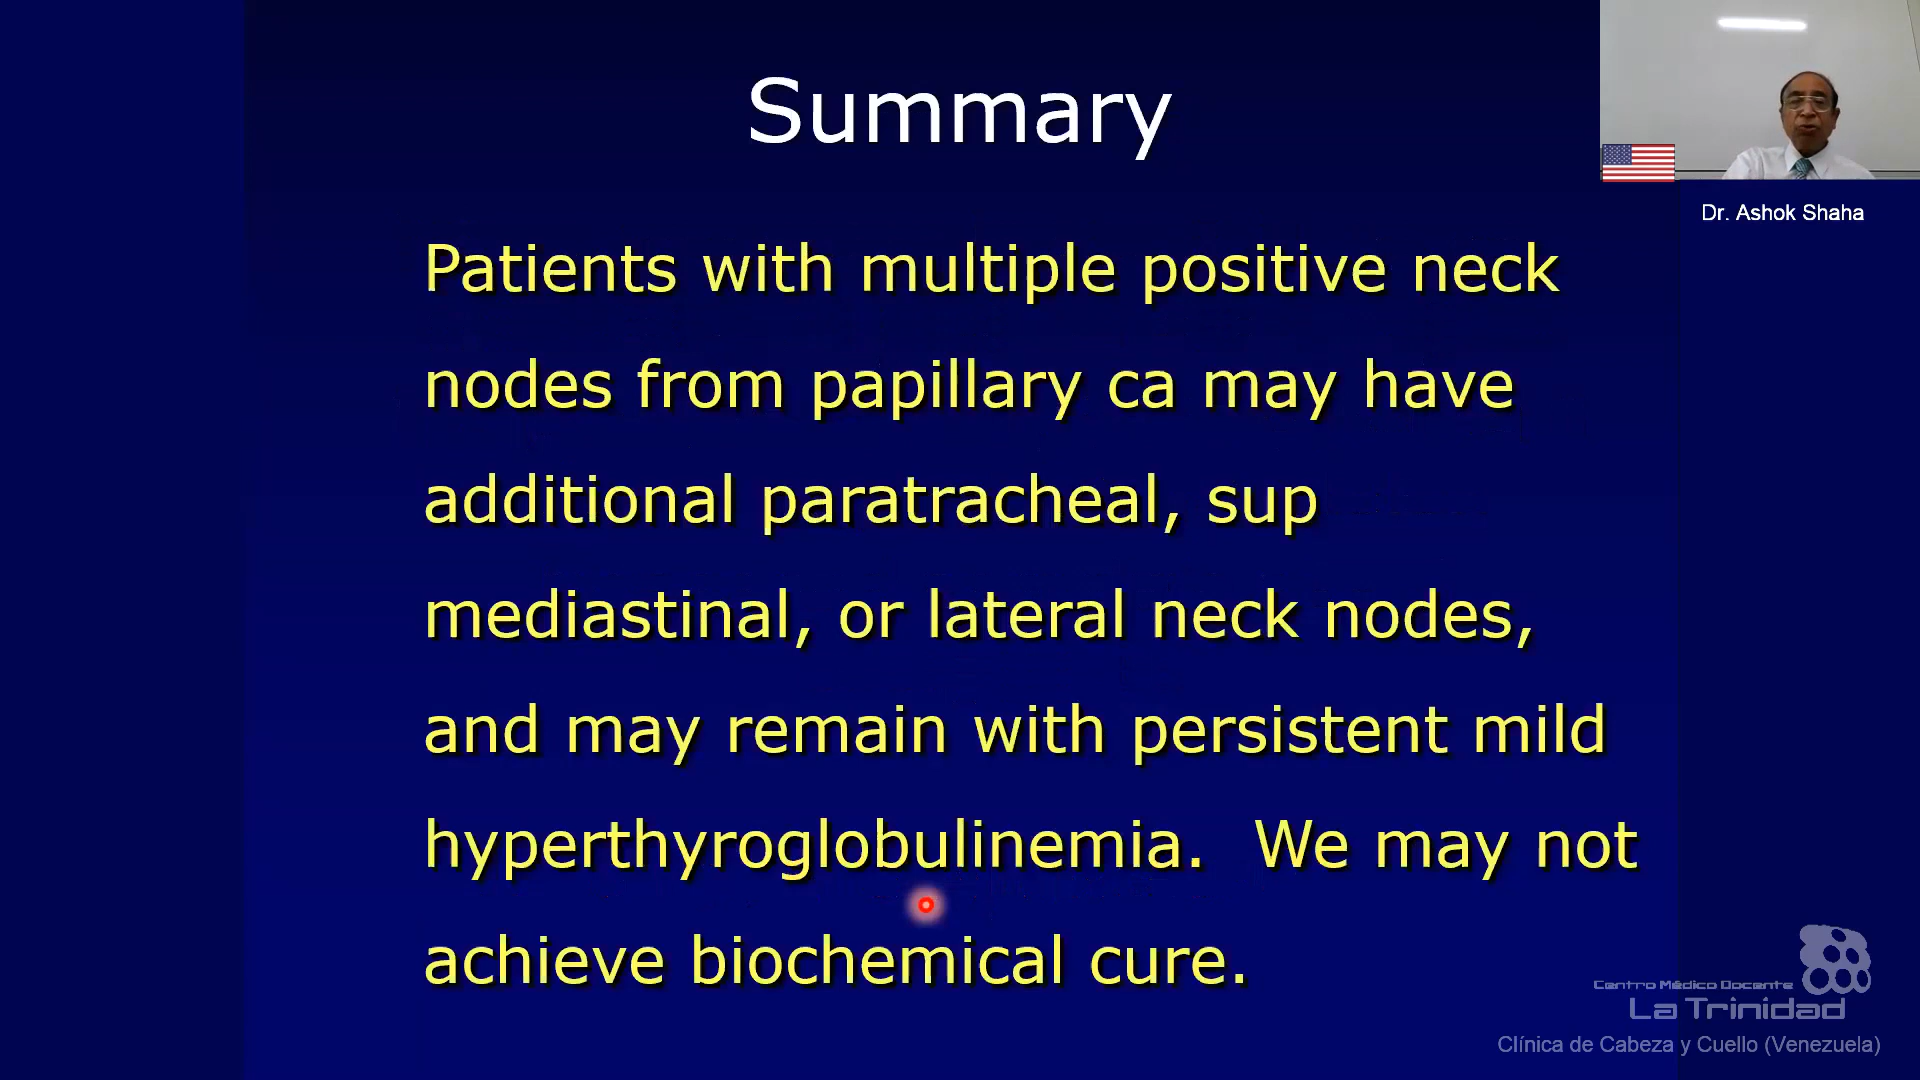 Summary
Dr. Ashok Shaha
Patients with multiple positive neck
nodes from papillary ca may have
additional paratracheal, sup
mediastinal, or lateral neck nodes,
and may remain with persistent mild
hyperthyroglobulinemia. We may not
achieve biochemical cure.
Centro Médico Docente
La Trinidad
Clínica de Cabeza y Cuello (Venezuela)